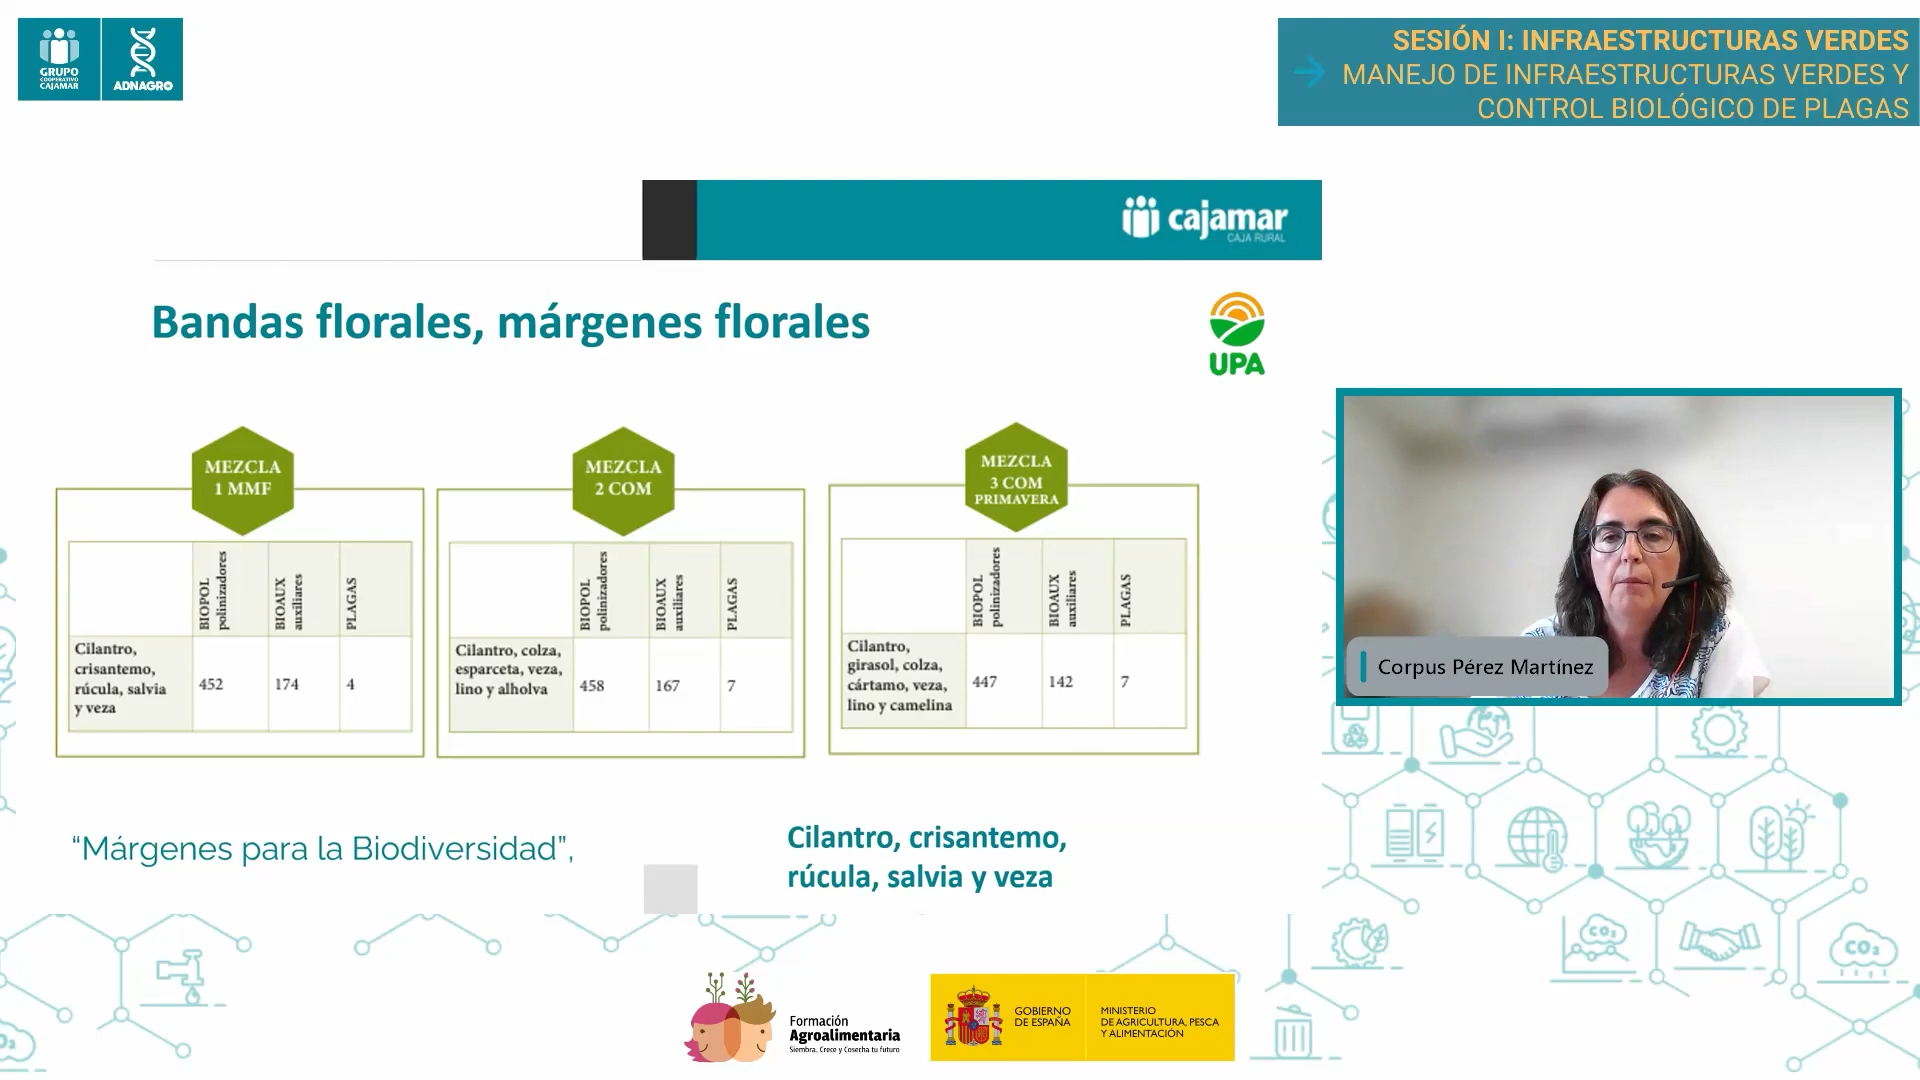 GRUPO
COOPERATIVO
CAJAMAR
ADNAGRO
SESIÓN I: INFRAESTRUCTURAS VERDES
MANEJO DE INFRAESTRUCTURAS VERDES Y
CONTROL BIOLÓGICO DE PLAGAS
cajamar
CAJA RURAL
Bandas florales, márgenes florales
UPA
MEZCLA
1 MMF
BIOPOL
polinizadores
BIOAUX
auxiliares
PLAGAS
Cilantro,
crisantemo,
rúcula, salvia
y veza
452
174
4
MEZCLA
2 COM
BIOPOL
polinizadores
BIOAUX
auxiliares
PLAGAS
Cilantro, colza,
esparceta, veza,
lino y alholva
458
167
7
MEZCLA
3 COM
PRIMAVERA
BIOPOL
polinizadores
BIOAUX
auxiliares
PLAGAS
Cilantro,
girasol, colza,
cártamo, veza,
lino y camelina
447
142
7
Corpus Pérez Martínez
“Márgenes para la Biodiversidad”,
Cilantro, crisantemo,
rúcula, salvia y veza
CO2
CO2
Formación
Agroalimentaria
Siembra, Crece y Cosecha tu futuro
GOBIERNO
DE ESPAÑA
MINISTERIO
DE AGRICULTURA, PESCA
Y ALIMENTACIÓN